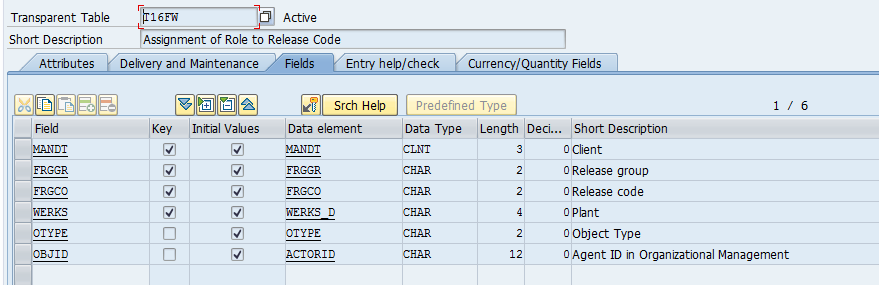 Transparent Table T16FW Active
Short Description Assignment of Role to Release Code
Attributes Delivery and Maintenance Fields Entry help/check Currency/Quantity Fields
Srch Help Predefined Type 1 / 6
Field Key Initial Values Data element Data Type Length Deci... Short Description
MANDT MANDT CLNT 3 0 Client
FRGGR FRGGR CHAR 2 0 Release group
FRGCO FRGCO CHAR 2 0 Release code
WERKS WERKS_D CHAR 4 0 Plant
OTYPE OTYPE CHAR 2 0 Object Type
OBJID ACTORID CHAR 12 0 Agent ID in Organizational Management